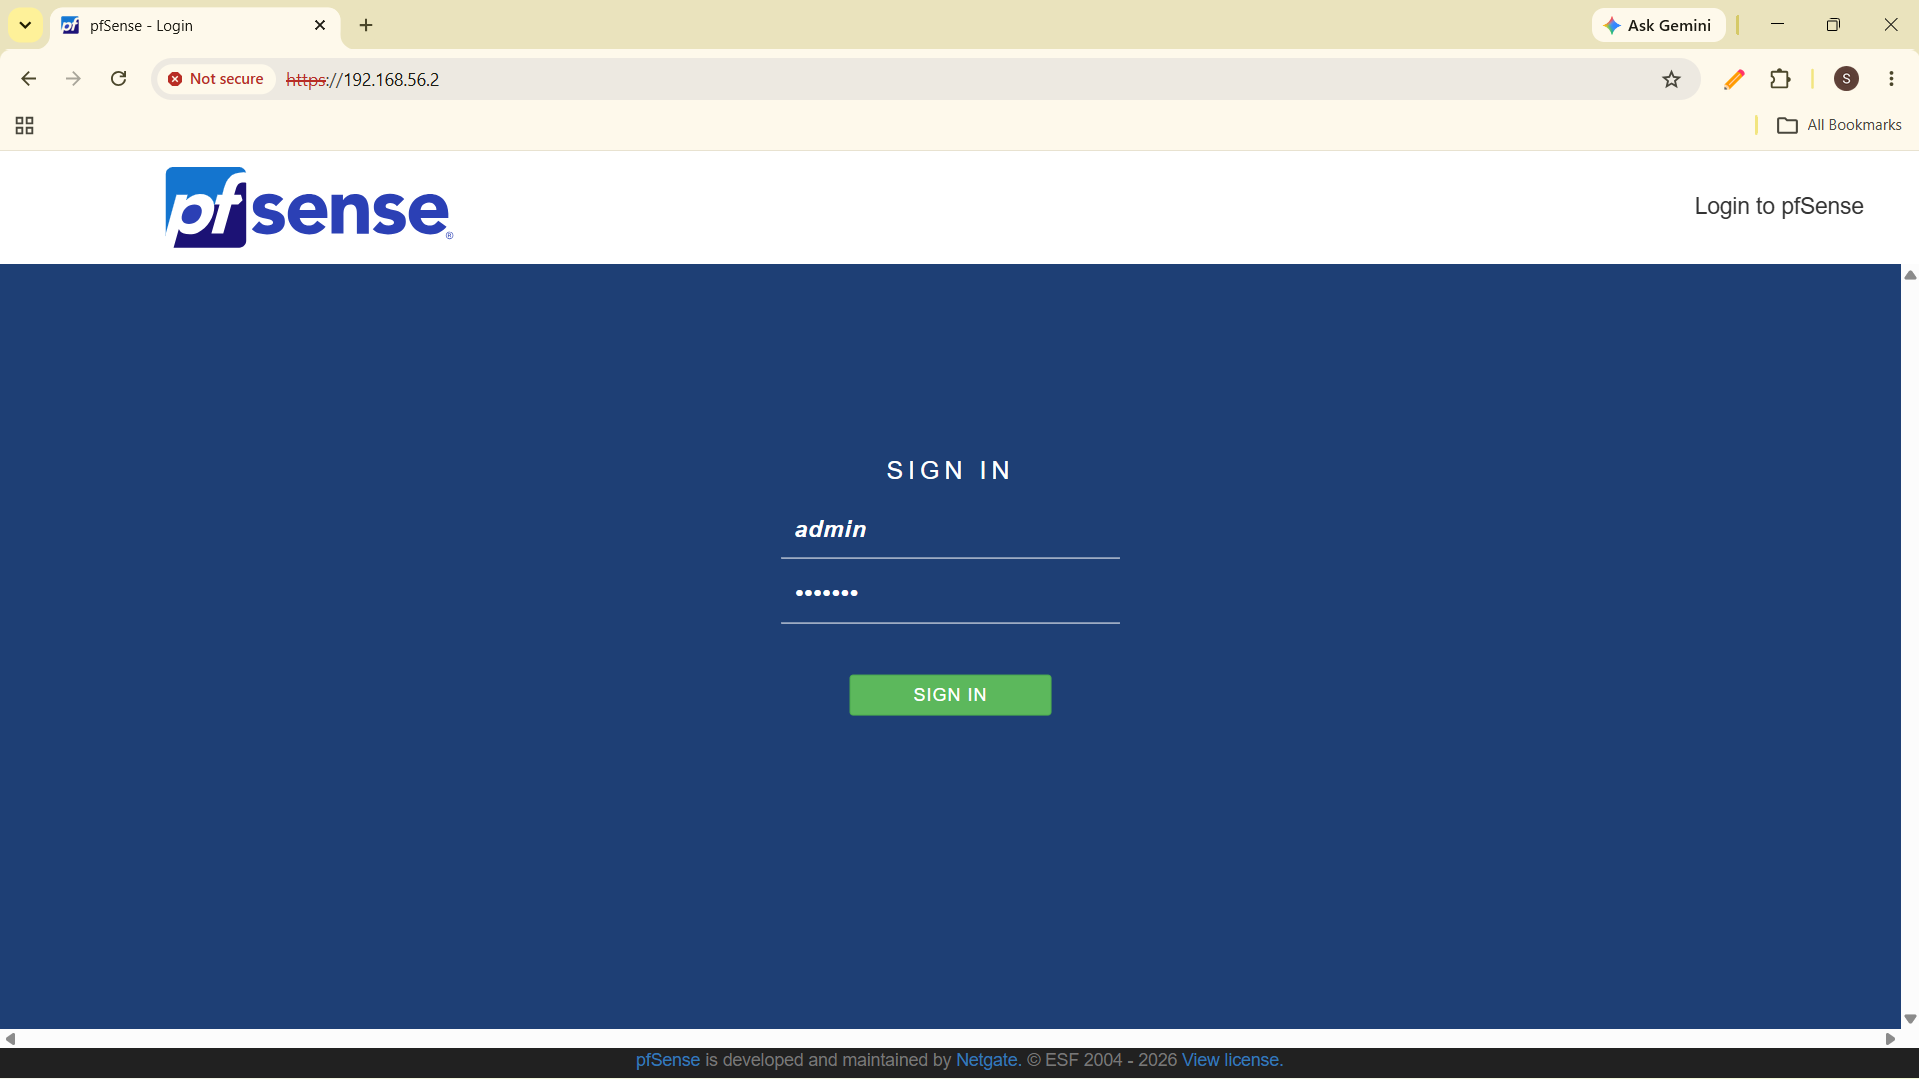 pfSense - Login
Ask Gemini
Not secure
https://192.168.56.2
S
All Bookmarks
pfsense®
Login to pfSense
SIGN IN
admin
•••••••
SIGN IN
pfSense is developed and maintained by Netgate. © ESF 2004 - 2026 View license.